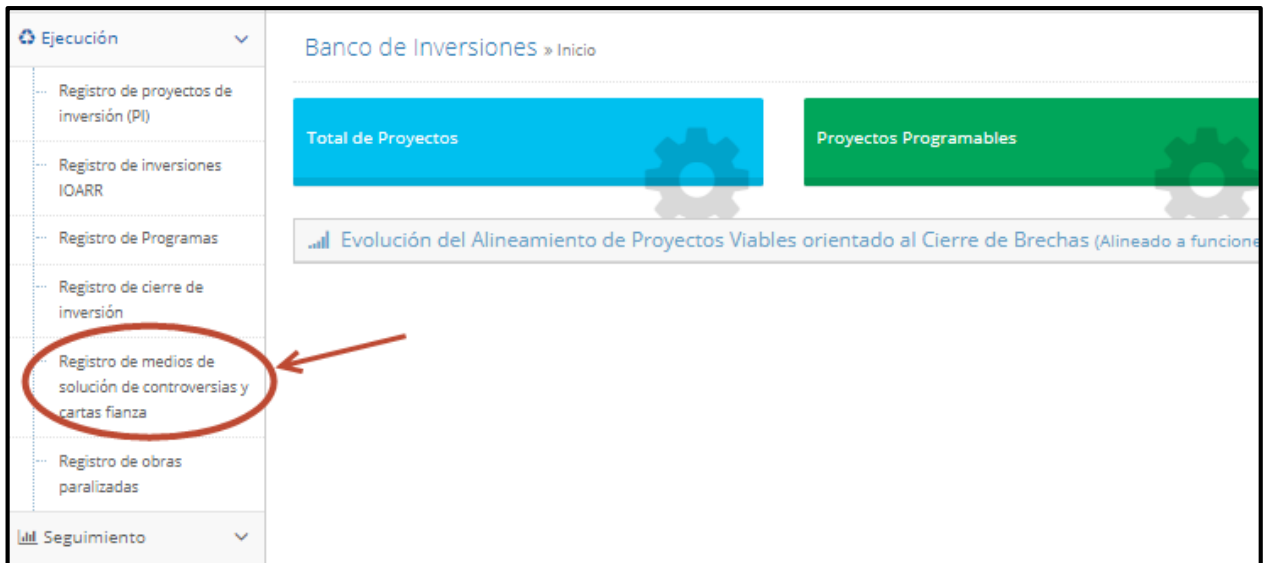 Ejecución
Registro de proyectos de
inversión (PI)
Registro de inversiones
IOARR
Registro de Programas
Registro de cierre de
inversión
Registro de medios de
solución de controversias y
cartas fianza
Registro de obras
paralizadas
Seguimiento
Banco de Inversiones » Inicio
Total de Proyectos
Proyectos Programables
Evolución del Alineamiento de Proyectos Viables orientado al Cierre de Brechas (Alineado a funcione